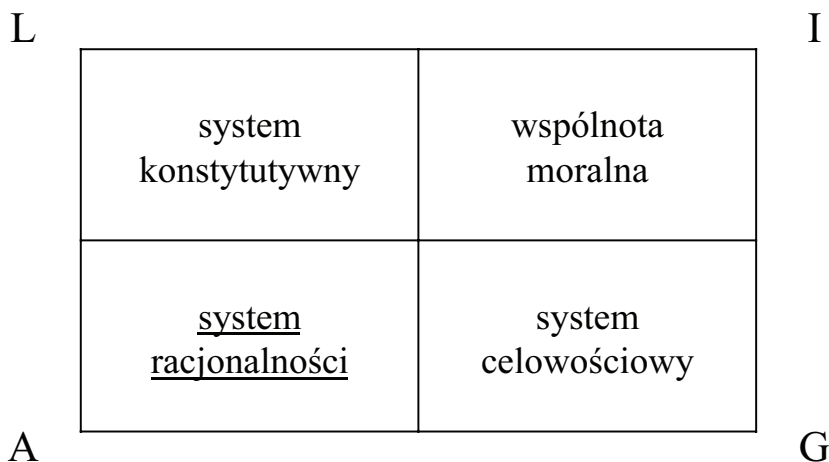 L
I
system
konstytutywny
wspólnota
moralna
system
racjonalności
system
celowościowy
A
G